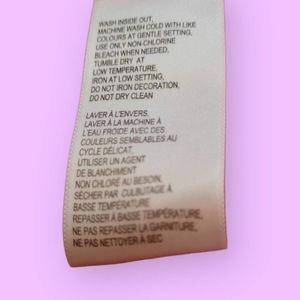 WASH INSIDE OUT,
MACHINE WASH COLD WITH LIKE
COLOURS AT GENTLE SETTING,
USE ONLY NON-CHLORINE
BLEACH WHEN NEEDED,
TUMBLE DRY AT
LOW TEMPERATURE,
IRON AT LOW SETTING,
DO NOT IRON DECORATION,
DO NOT DRY CLEAN
LAVER À L'ENVERS,
LAVER À LA MACHINE À
L'EAU FROIDE AVEC DES
COULEURS SEMBLABLES AU
CYCLE DÉLICAT,
UTILISER UN AGENT
DE BLANCHIMENT
NON CHLORÉ AU BESOIN,
SÉCHER PAR CULBUTAGE À
BASSE TEMPÉRATURE
REPASSER À BASSE TEMPÉRATURE,
NE PAS REPASSER LA GARNITURE,
NE PAS NETTOYER À SEC